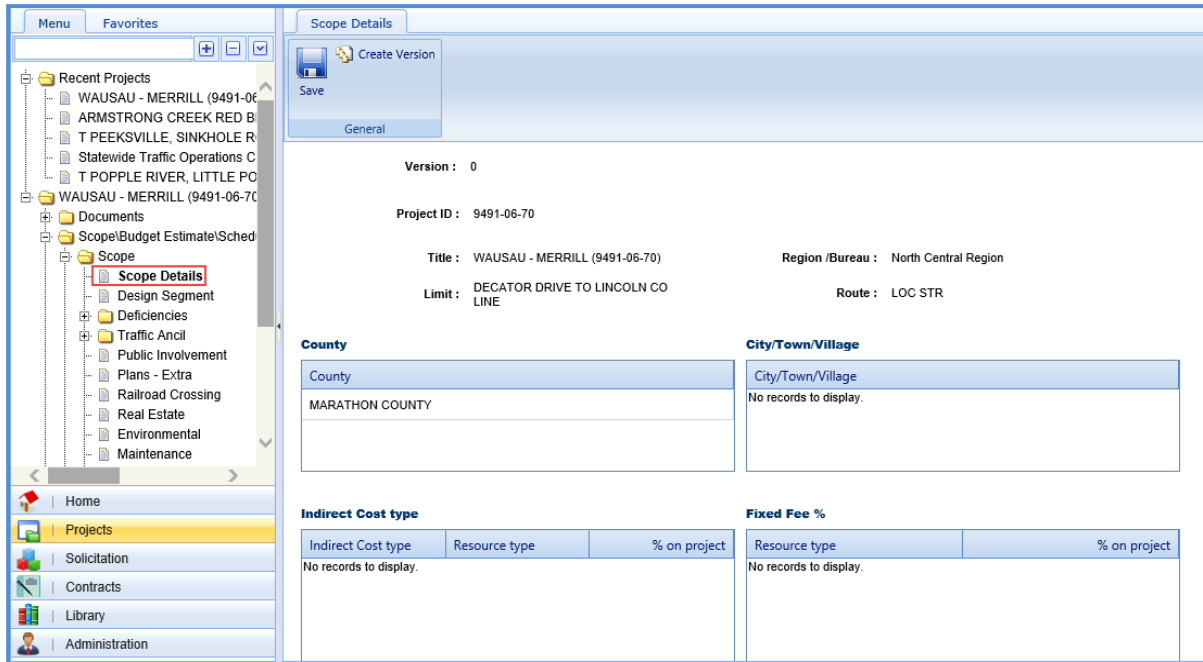 Menu
Favorites
Recent Projects
WAUSAU - MERRILL (9491-06
ARMSTRONG CREEK RED B
T PEEKSVILLE, SINKHOLE R
Statewide Traffic Operations C
T POPPLE RIVER, LITTLE PO
WAUSAU - MERRILL (9491-06-70
Documents
Scope\Budget Estimate\Sched
Scope
Scope Details
Design Segment
Deficiencies
Traffic Ancil
Public Involvement
Plans - Extra
Railroad Crossing
Real Estate
Environmental
Maintenance
Home
Projects
Solicitation
Contracts
Library
Administration
Scope Details
Save
Create Version
General
Version : 0
Project ID : 9491-06-70
Title : WAUSAU - MERRILL (9491-06-70)
Region /Bureau : North Central Region
Limit : DECATOR DRIVE TO LINCOLN CO
LINE
Route : LOC STR
County
County
MARATHON COUNTY
City/Town/Village
City/Town/Village
No records to display.
Indirect Cost type
Indirect Cost type Resource type % on project
No records to display.
Fixed Fee %
Resource type % on project
No records to display.